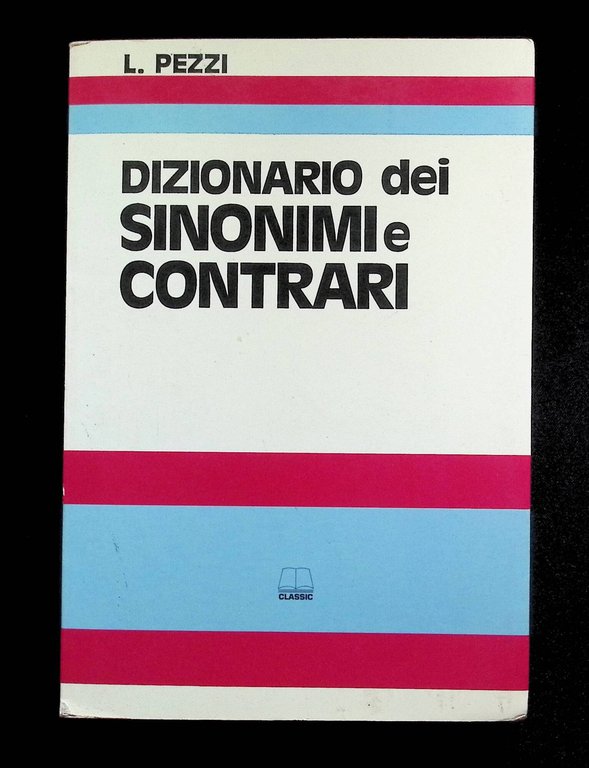 L. PEZZI
DIZIONARIO dei
SINONIMI e
CONTRARI
CLASSIC